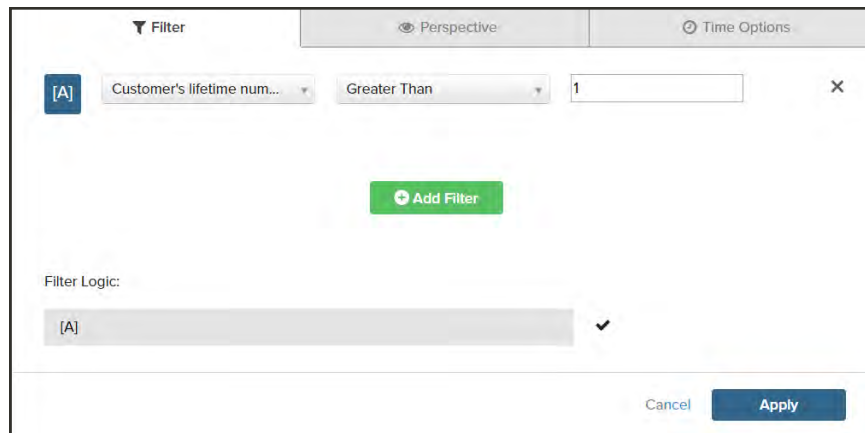 Filter
Perspective
Time Options
[A] Customer's lifetime num... Greater Than 1
Add Filter
Filter Logic:
[A]
Cancel Apply